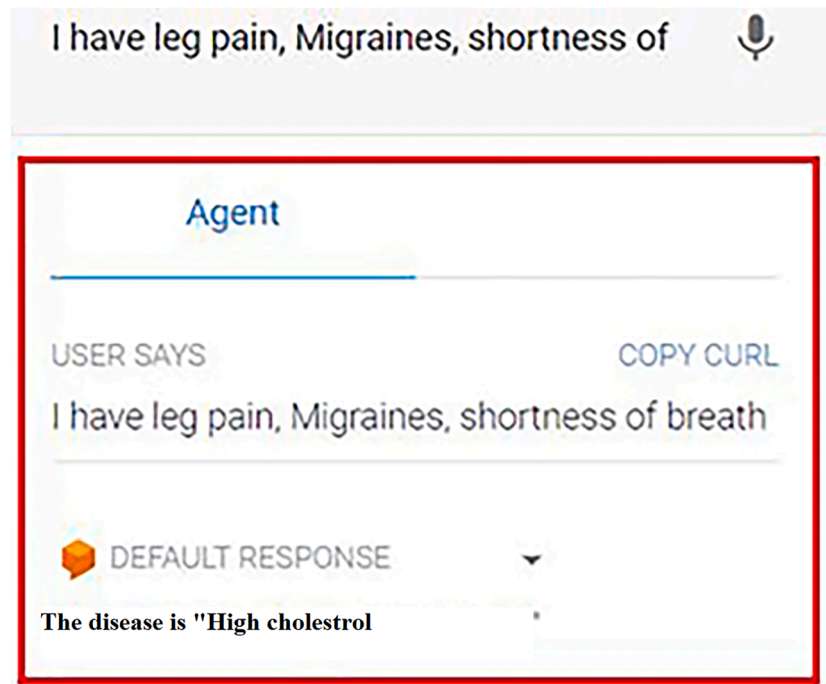 I have leg pain, Migraines, shortness of
Agent
USER SAYS COPY CURL
I have leg pain, Migraines, shortness of breath
DEFAULT RESPONSE
The disease is "High cholestrol